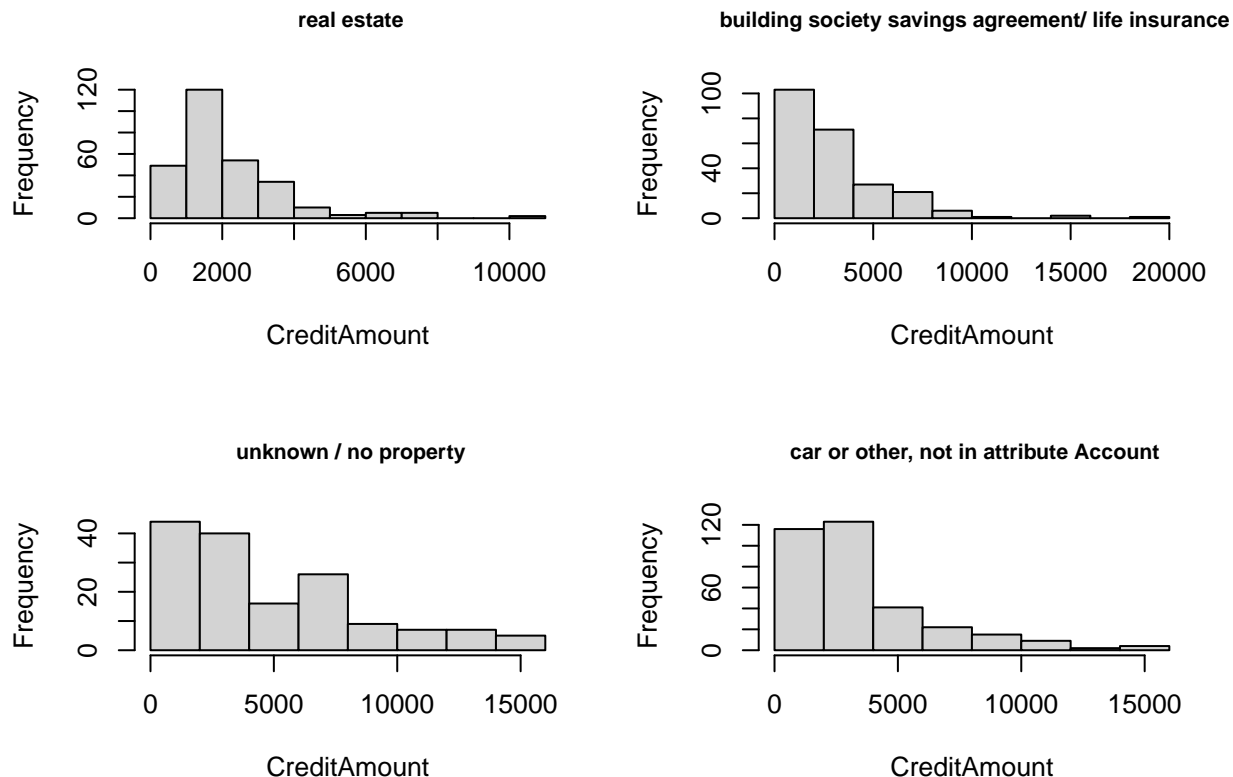 real estate
Frequency
0 60 120
0 2000 6000 10000
CreditAmount
building society savings agreement/ life insurance
Frequency
0 40 100
0 5000 10000 15000 20000
CreditAmount
unknown / no property
Frequency
0 20 40
0 5000 10000 15000
CreditAmount
car or other, not in attribute Account
Frequency
0 60 120
0 5000 10000 15000
CreditAmount